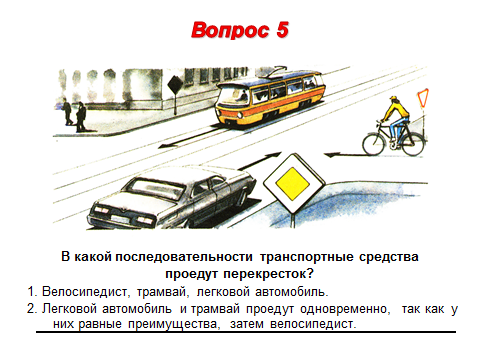 Вопрос 5
В какой последовательности транспортные средства
проедут перекресток?
1. Велосипедист, трамвай, легковой автомобиль.
2. Легковой автомобиль и трамвай проедут одновременно, так как у
них равные преимущества, затем велосипедист.